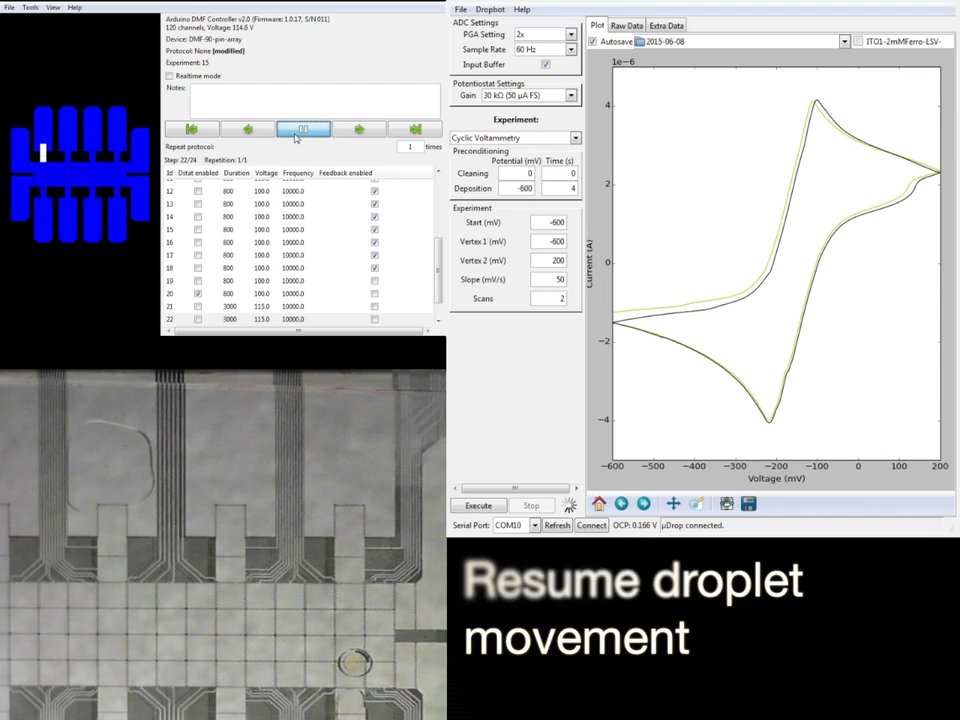 File Tools View Help
Arduino DMF Controller v2.0 (Firmware: 1.0.17, S/N 011)
120 channels, Voltage: 114.6 V
Device: DMF-90-pin-array
Protocol: None [modified]
Experiment: 15
Realtime mode
Notes:
Repeat protocol: 1 times
Step: 22/24 Repetition: 1/1
Id Dstat enabled Duration Voltage Frequency Feedback enabled
12 800 100.0 10000.0
13 800 100.0 10000.0
14 800 100.0 10000.0
15 800 100.0 10000.0
16 800 100.0 10000.0
17 800 100.0 10000.0
18 800 100.0 10000.0
19 800 100.0 10000.0
20 800 100.0 10000.0
21 3000 115.0 10000.0
22 3000 115.0 10000.0
File Dropbot Help
ADC Settings
PGA Setting 2x
Sample Rate 60 Hz
Input Buffer
Potentiostat Settings
Gain 30 kΩ (50 µA FS)
Experiment:
Cyclic Voltammetry
Preconditioning
Potential (mV) Time (s)
Cleaning 0 0
Deposition -600 4
Experiment
Start (mV) -600
Vertex 1 (mV) -600
Vertex 2 (mV) 200
Slope (mV/s) 50
Scans 2
Execute Stop
Serial Port: COM10 Refresh Connect OCP: 0.166 V µDrop connected.
Plot Raw Data Extra Data
Autosave 2015-06-08 ITO1-2mMFerro-LSV-
1e−6
4
2
0
−2
−4
Current (A)
−600 −500 −400 −300 −200 −100 0 100 200
Voltage (mV)
Resume droplet
movement